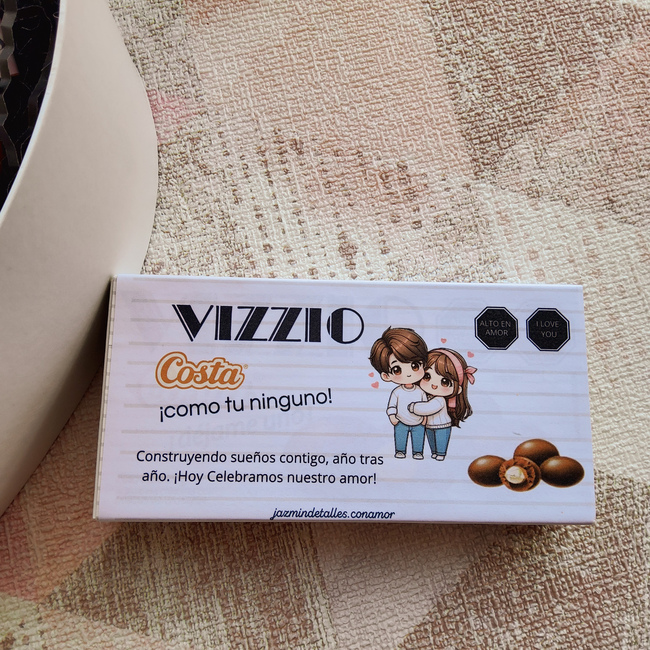 VIZZIO
ALTO EN
AMOR
I LOVE
YOU
Costa
¡como tu ninguno!
Construyendo sueños contigo, año tras
año. ¡Hoy Celebramos nuestro amor!
jazmindetalles.conamor